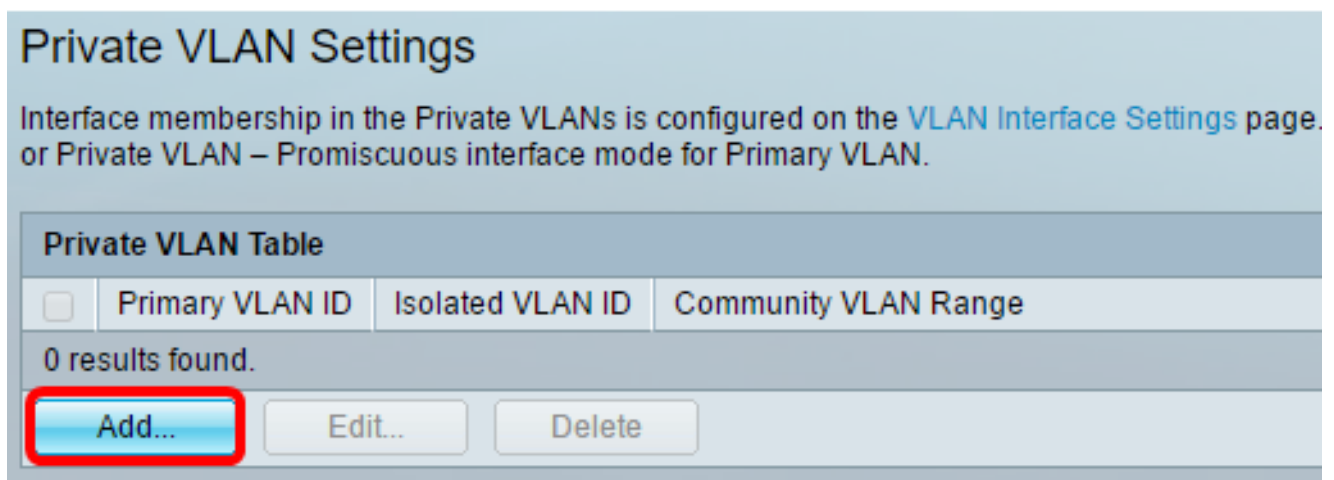 Private VLAN Settings
Interface membership in the Private VLANs is configured on the VLAN Interface Settings page.
or Private VLAN – Promiscuous interface mode for Primary VLAN.
Private VLAN Table
Primary VLAN ID Isolated VLAN ID Community VLAN Range
0 results found.
Add... Edit... Delete